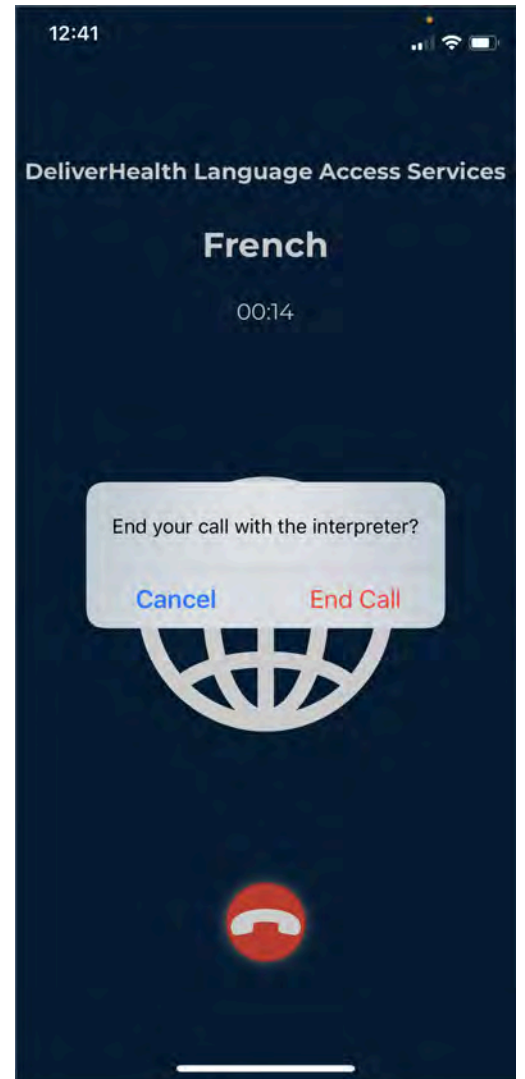 12:41
DeliverHealth Language Access Services
French
00:14
End your call with the interpreter?
Cancel End Call